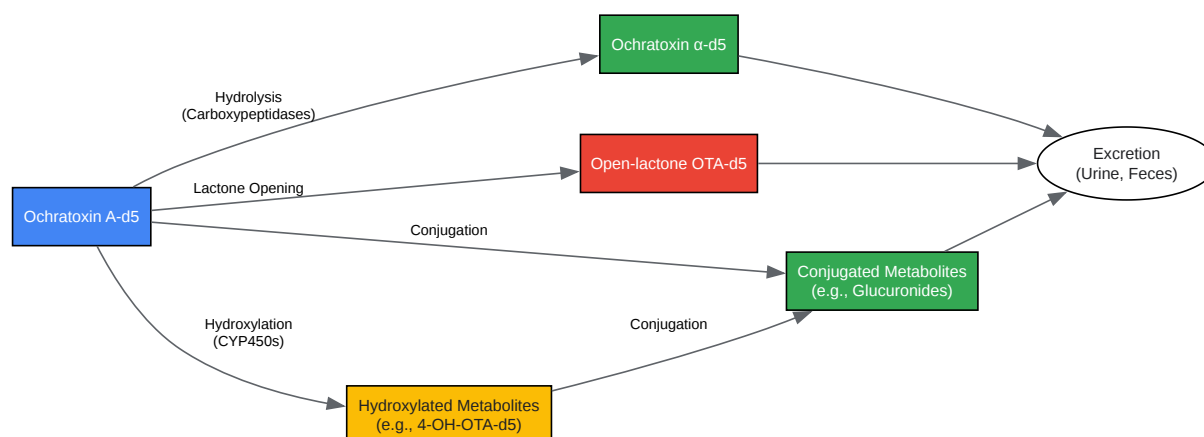 Ochratoxin α-d5
Hydrolysis
(Carboxypeptidases)
Open-lactone OTA-d5
Excretion
(Urine, Feces)
Lactone Opening
Ochratoxin A-d5
Conjugation
Conjugated Metabolites
(e.g., Glucuronides)
Hydroxylation
(CYP450s)
Conjugation
Hydroxylated Metabolites
(e.g., 4-OH-OTA-d5)